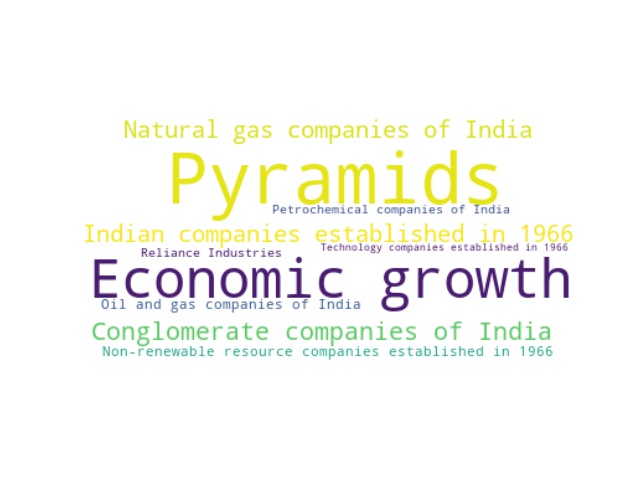 Natural gas companies of India
Pyramids
Petrochemical companies of India
Indian companies established in 1966
Technology companies established in 1966
Reliance Industries
Economic growth
Oil and gas companies of India
Conglomerate companies of India
Non-renewable resource companies established in 1966